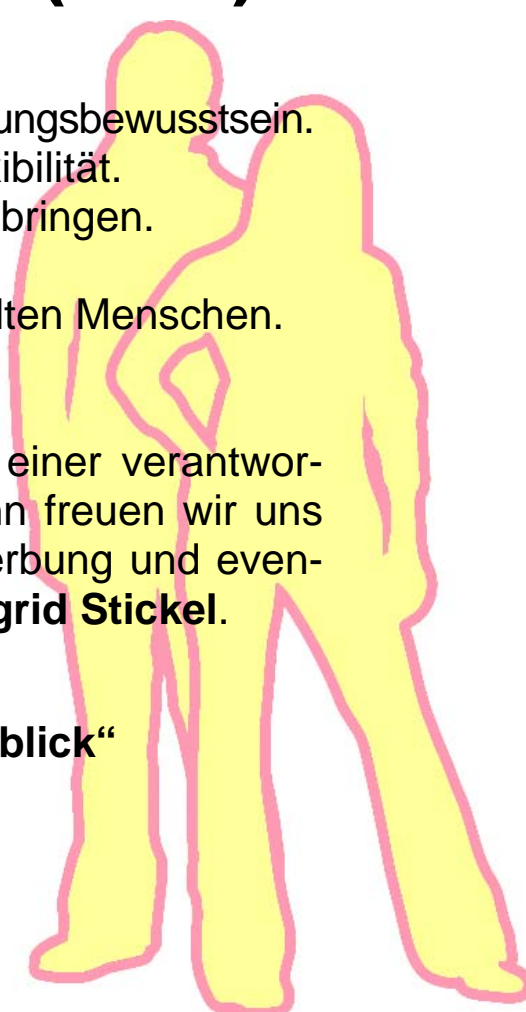 ungsbewusstsein.
ibilität.
bringen.
lten Menschen.
einer verantwor-
n freuen wir uns
erbung und even-
grid Stickel.
blick“